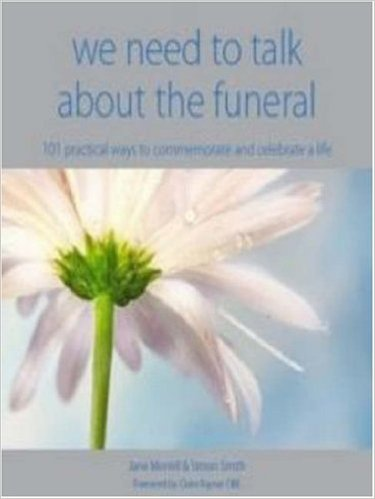 we need to talk
about the funeral
101 practical ways to commemorate and celebrate a life
Jane Morrell & Simon Smith
Foreword by Claire Rayner OBE